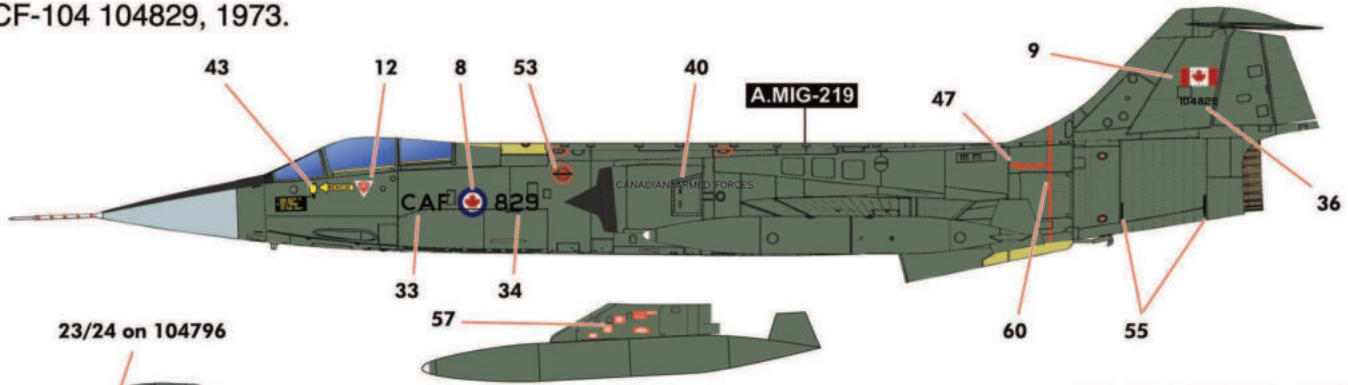 CF-104 104829, 1973.
43
12
8
53
40
A.MIG-219
47
9
36
RESCUE
CAF 829
CANADIAN ARMED FORCES
104829
33
34
57
60
55
23/24 on 104796